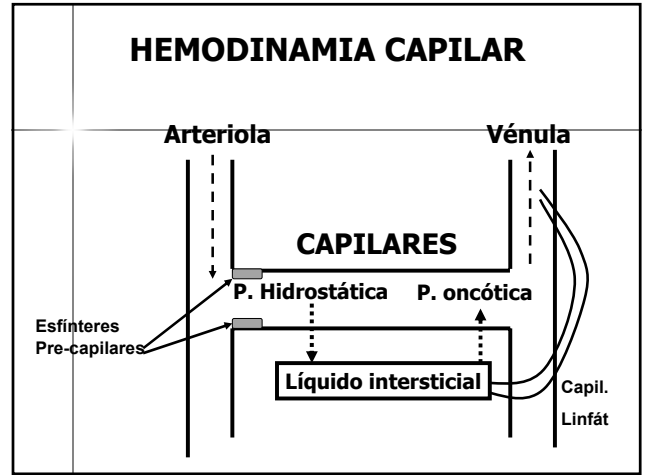 HEMODINAMIA CAPILAR
Arteriola
Vénula
CAPILARES
P. Hidrostática
P. oncótica
Esfínteres
Pre-capilares
Líquido intersticial
Capil.
Linfát